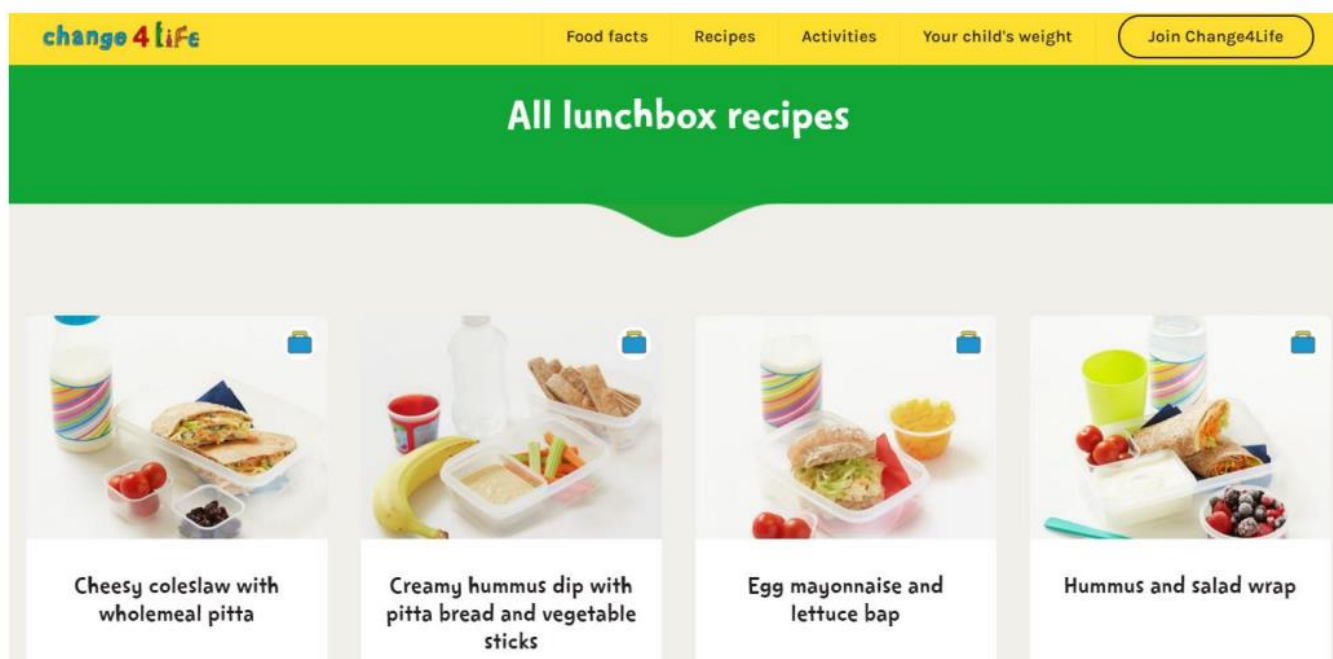 change 4 LiFe
Food facts
Recipes
Activities
Your child's weight
Join Change4Life
All lunchbox recipes
Cheesy coleslaw with
wholemeal pitta
Creamy hummus dip with
pitta bread and vegetable
sticks
Egg mayonnaise and
lettuce bap
Hummus and salad wrap